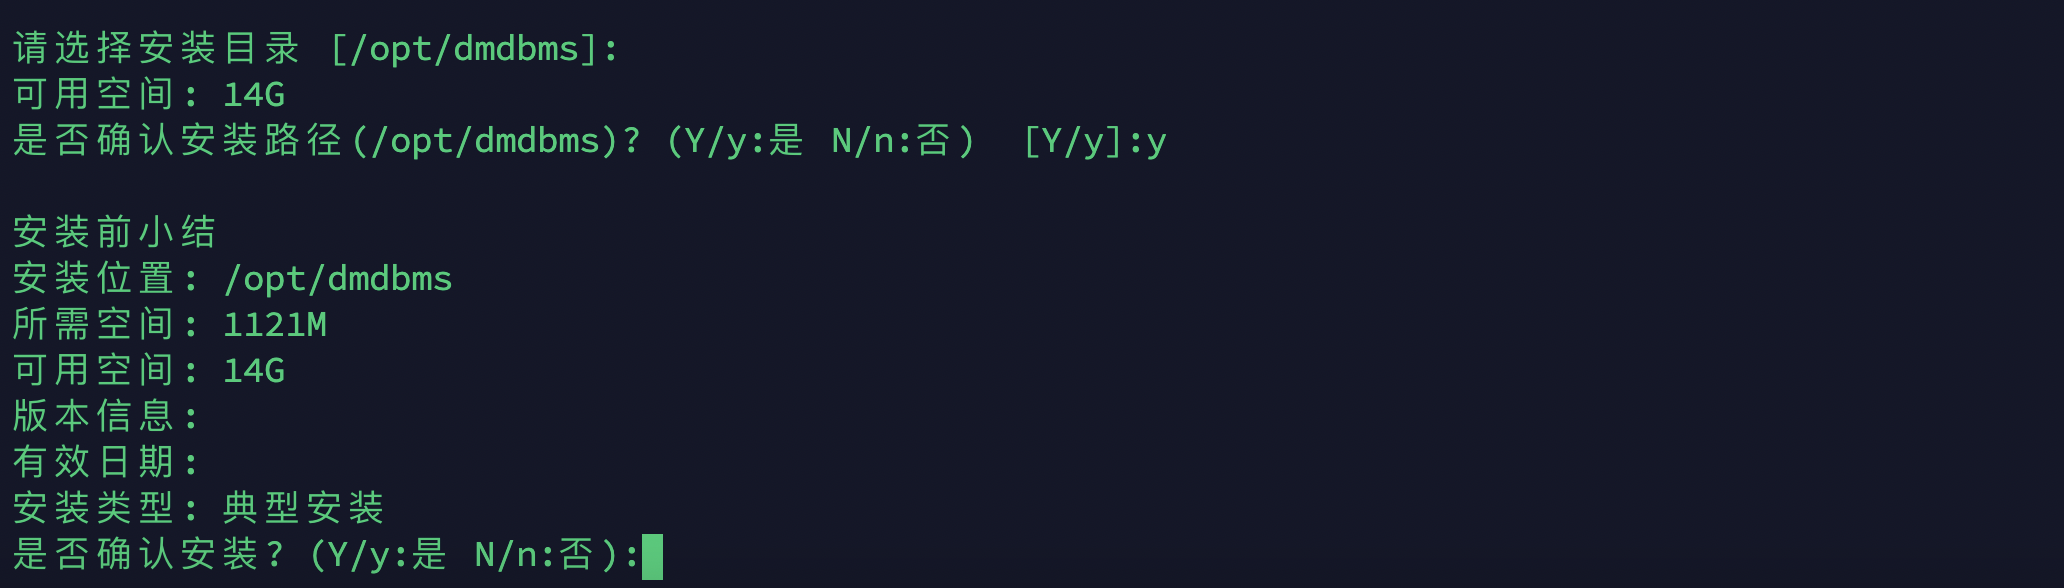 请选择安装目录 [/opt/dmdbms]:
可用空间: 14G
是否确认安装路径(/opt/dmdbms)? (Y/y:是 N/n:否)  [Y/y]:y
安装前小结
安装位置: /opt/dmdbms
所需空间: 1121M
可用空间: 14G
版本信息:
有效日期:
安装类型: 典型安装
是否确认安装? (Y/y:是 N/n:否):